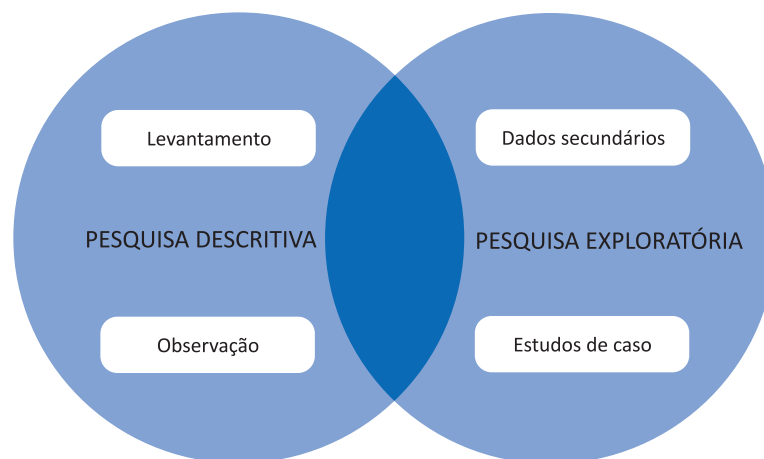 Levantamento
Dados secundários
PESQUISA DESCRITIVA
PESQUISA EXPLORATÓRIA
Observação
Estudos de caso